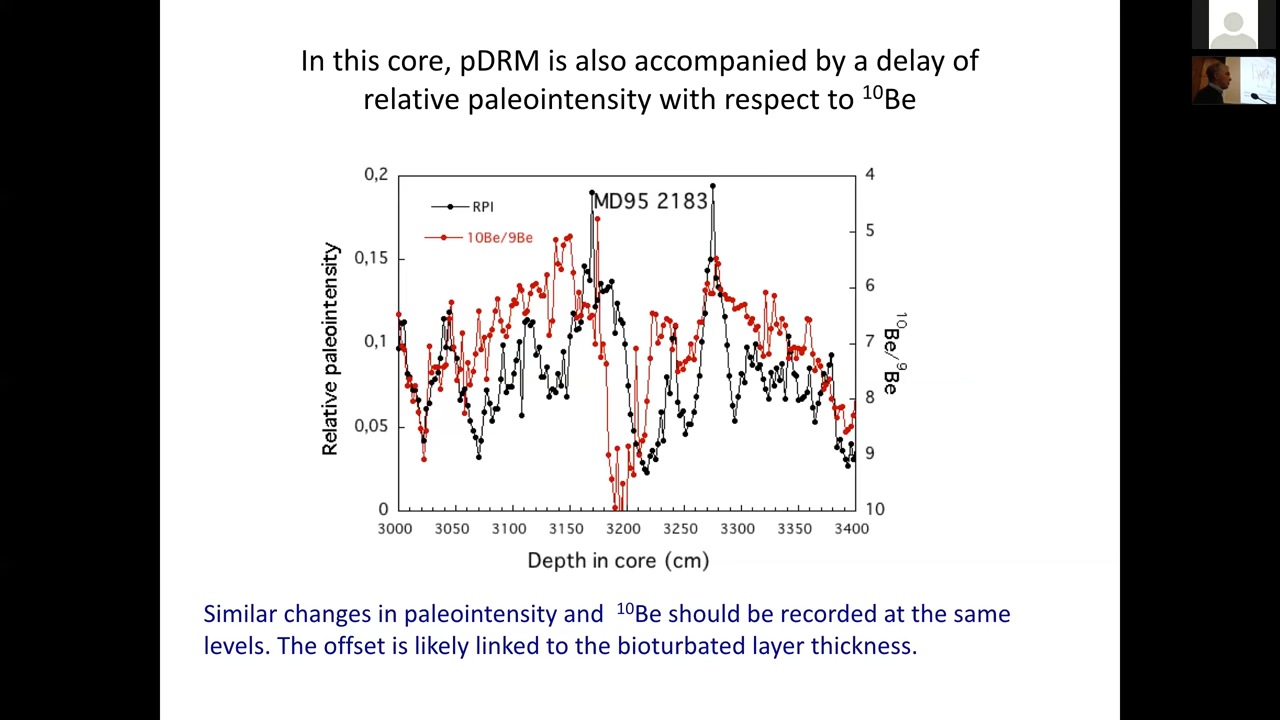 In this core, pDRM is also accompanied by a delay of
relative paleointensity with respect to ¹⁰Be
MD95 2183
RPI
10Be/9Be
Relative paleointensity
0,2
0,15
0,1
0,05
0
4
5
6
7
8
9
10
¹⁰Be/⁹Be
3000 3050 3100 3150 3200 3250 3300 3350 3400
Depth in core (cm)
Similar changes in paleointensity and ¹⁰Be should be recorded at the same
levels. The offset is likely linked to the bioturbated layer thickness.